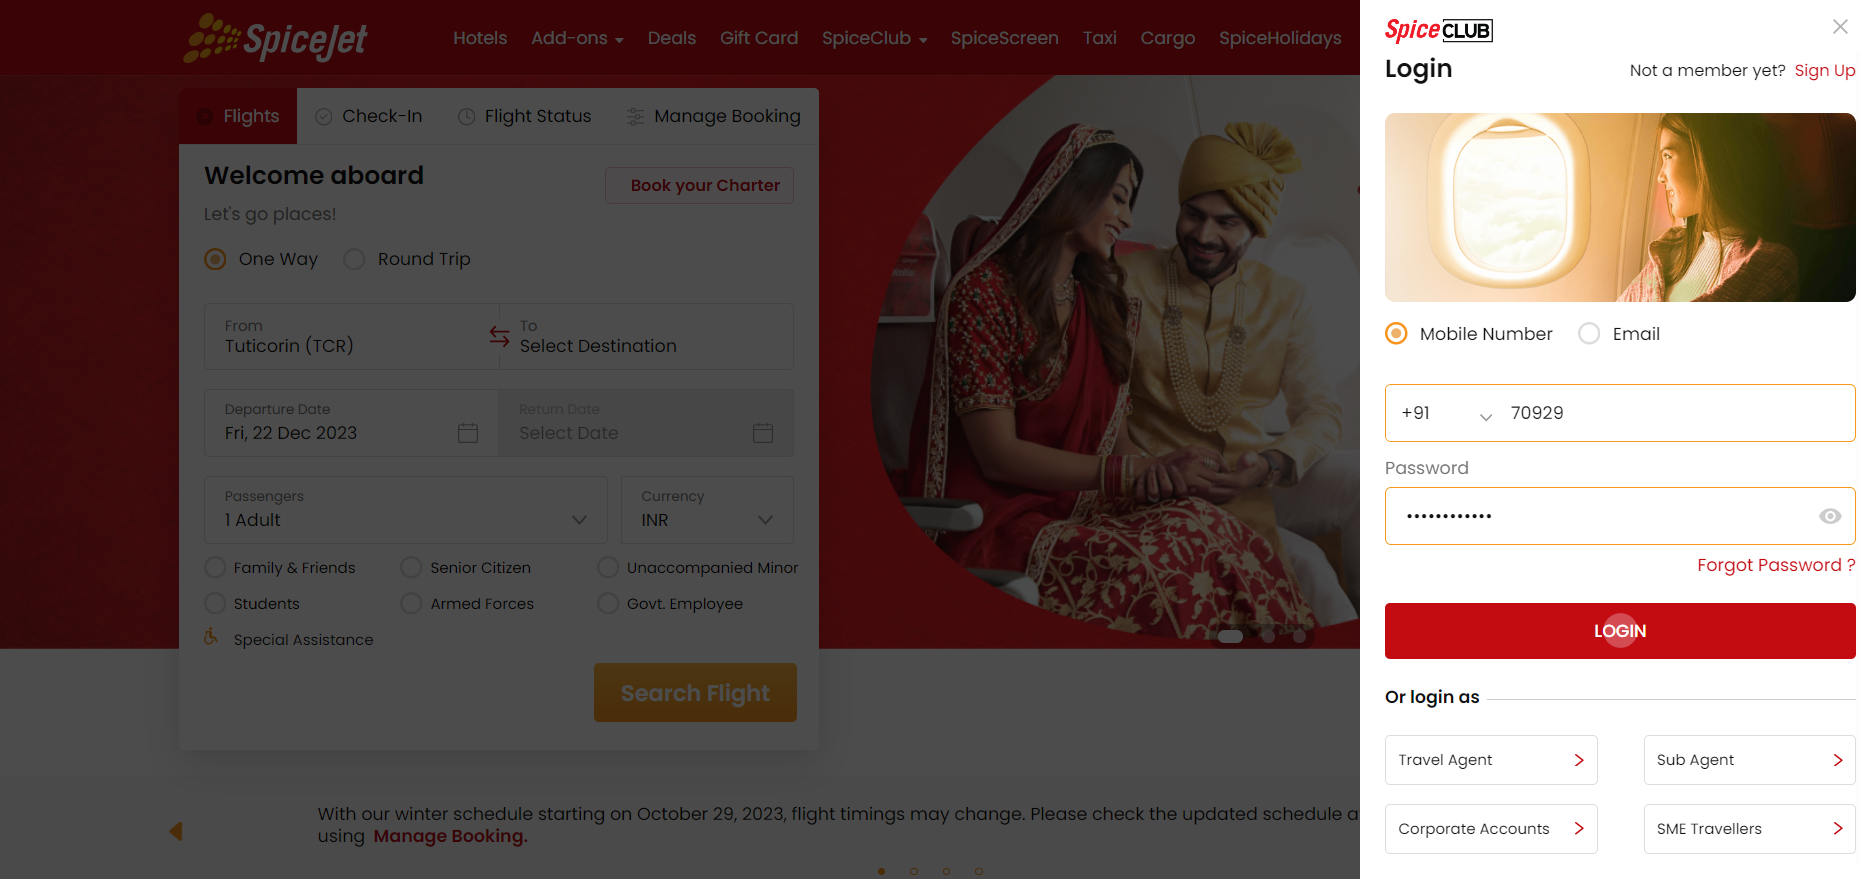 SpiceJet
Hotels Add-ons Deals Gift Card SpiceClub SpiceScreen Taxi Cargo SpiceHolidays
Flights Check-In Flight Status Manage Booking
Welcome aboard
Book your Charter
Let's go places!
One Way Round Trip
From
Tuticorin (TCR)
To
Select Destination
Departure Date
Fri, 22 Dec 2023
Return Date
Select Date
Passengers
1 Adult
Currency
INR
Family & Friends Senior Citizen Unaccompanied Minor
Students Armed Forces Govt. Employee
Special Assistance
Search Flight
With our winter schedule starting on October 29, 2023, flight timings may change. Please check the updated schedule a
using Manage Booking.
SpiceCLUB
Login
Not a member yet? Sign Up
Mobile Number Email
+91 70929
Password
••••••••••••
Forgot Password ?
LOGIN
Or login as
Travel Agent Sub Agent
Corporate Accounts SME Travellers